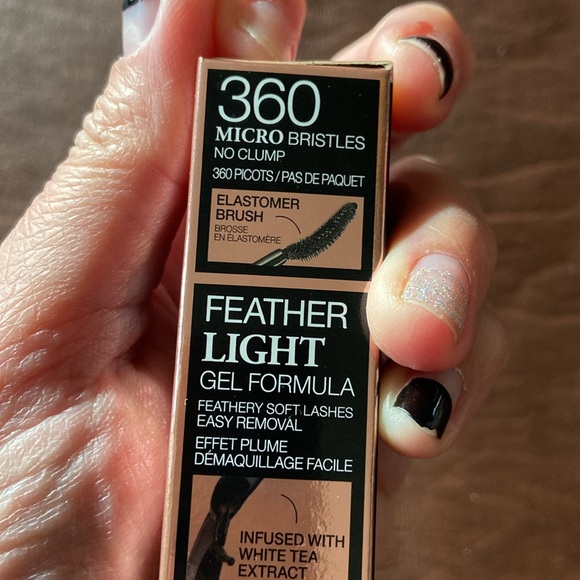 360
MICRO BRISTLES
NO CLUMP
360 PICOTS / PAS DE PAQUET
ELASTOMER
BRUSH
BROSSE
EN ÉLASTOMÈRE
FEATHER
LIGHT
GEL FORMULA
FEATHERY SOFT LASHES
EASY REMOVAL
EFFET PLUME
DÉMAQUILLAGE FACILE
INFUSED WITH
WHITE TEA
EXTRACT